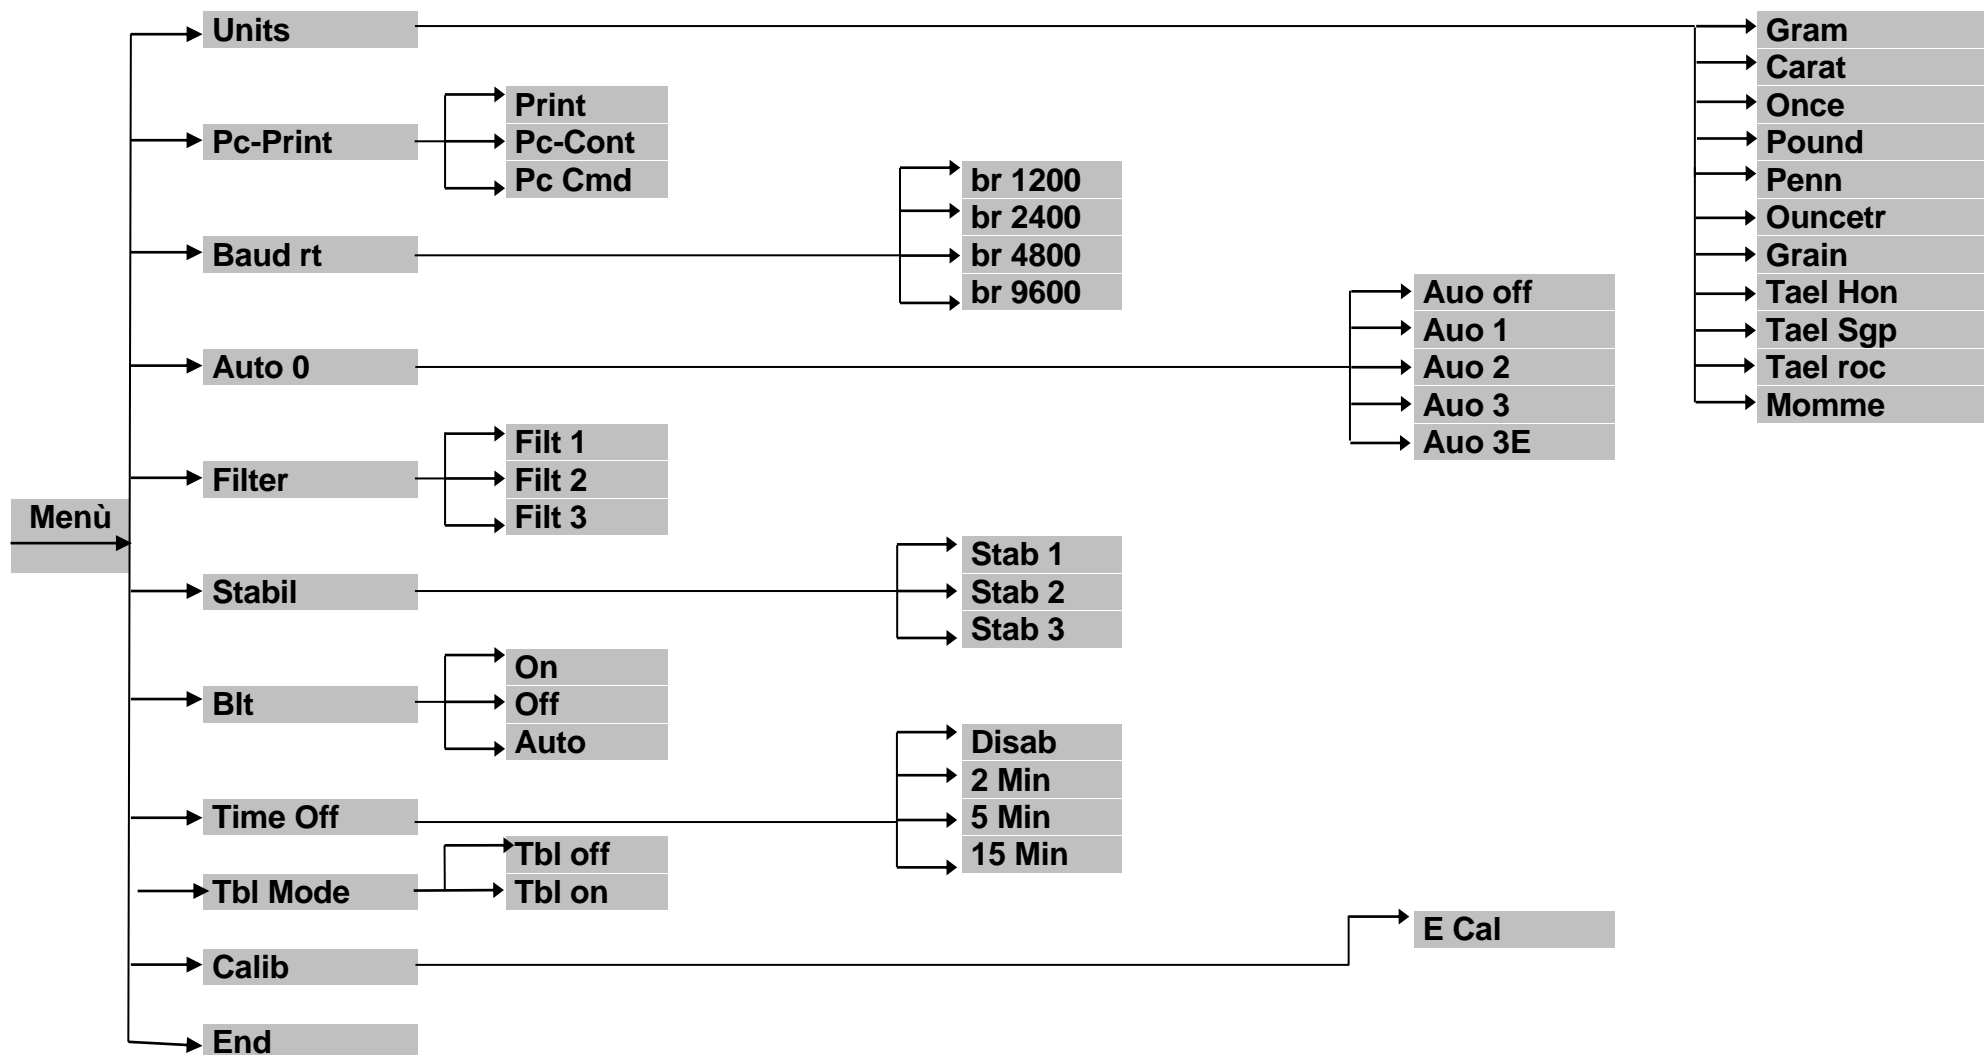 Menù
Units
Gram
Carat
Once
Pound
Penn
Ouncetr
Grain
Tael Hon
Tael Sgp
Tael roc
Momme
Pc-Print
Print
Pc-Cont
Pc Cmd
Baud rt
br 1200
br 2400
br 4800
br 9600
Auto 0
Auo off
Auo 1
Auo 2
Auo 3
Auo 3E
Filter
Filt 1
Filt 2
Filt 3
Stabil
Stab 1
Stab 2
Stab 3
Blt
On
Off
Auto
Time Off
Disab
2 Min
5 Min
15 Min
Tbl Mode
Tbl off
Tbl on
Calib
E Cal
End